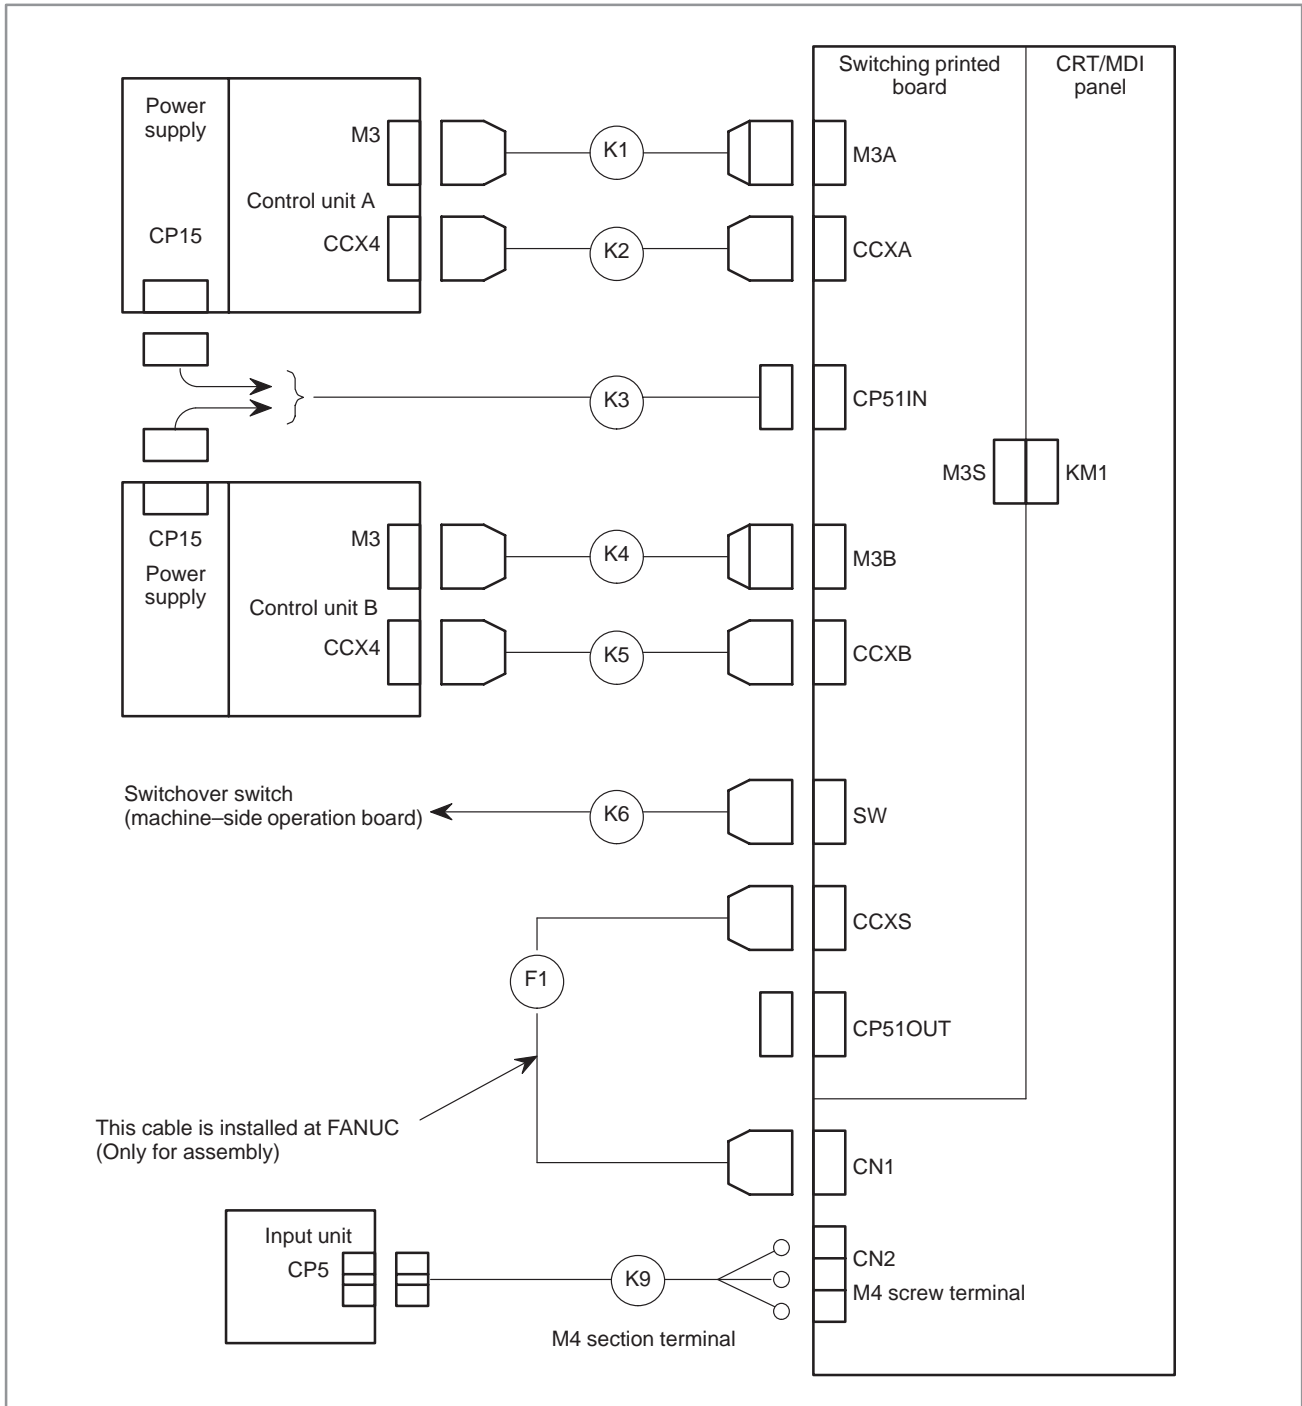 Switching printed
board
CRT/MDI
panel
Power
supply
M3
K1
M3A
Control unit A
CP15
CCX4
K2
CCXA
K3
CP51IN
M3S
KM1
CP15
Power
supply
M3
K4
M3B
Control unit B
CCX4
K5
CCXB
Switchover switch
(machine–side operation board)
K6
SW
CCXS
F1
CP51OUT
This cable is installed at FANUC
(Only for assembly)
CN1
Input unit
CP5
K9
CN2
M4 screw terminal
M4 section terminal